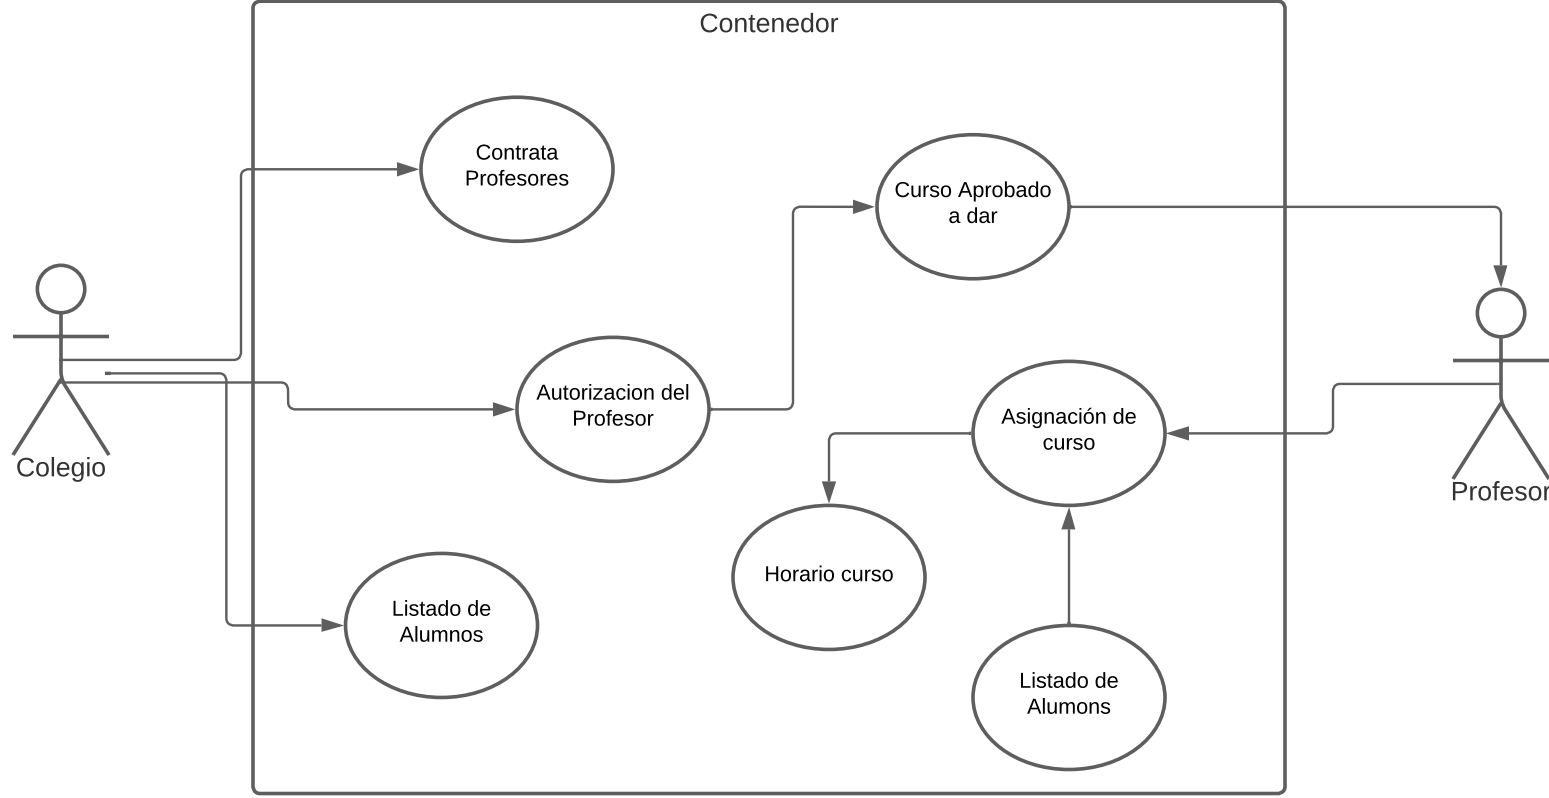 Contenedor
Contrata
Profesores
Curso Aprobado
a dar
Autorizacion del
Profesor
Asignación de
curso
Colegio
Profesor
Horario curso
Listado de
Alumnos
Listado de
Alumons